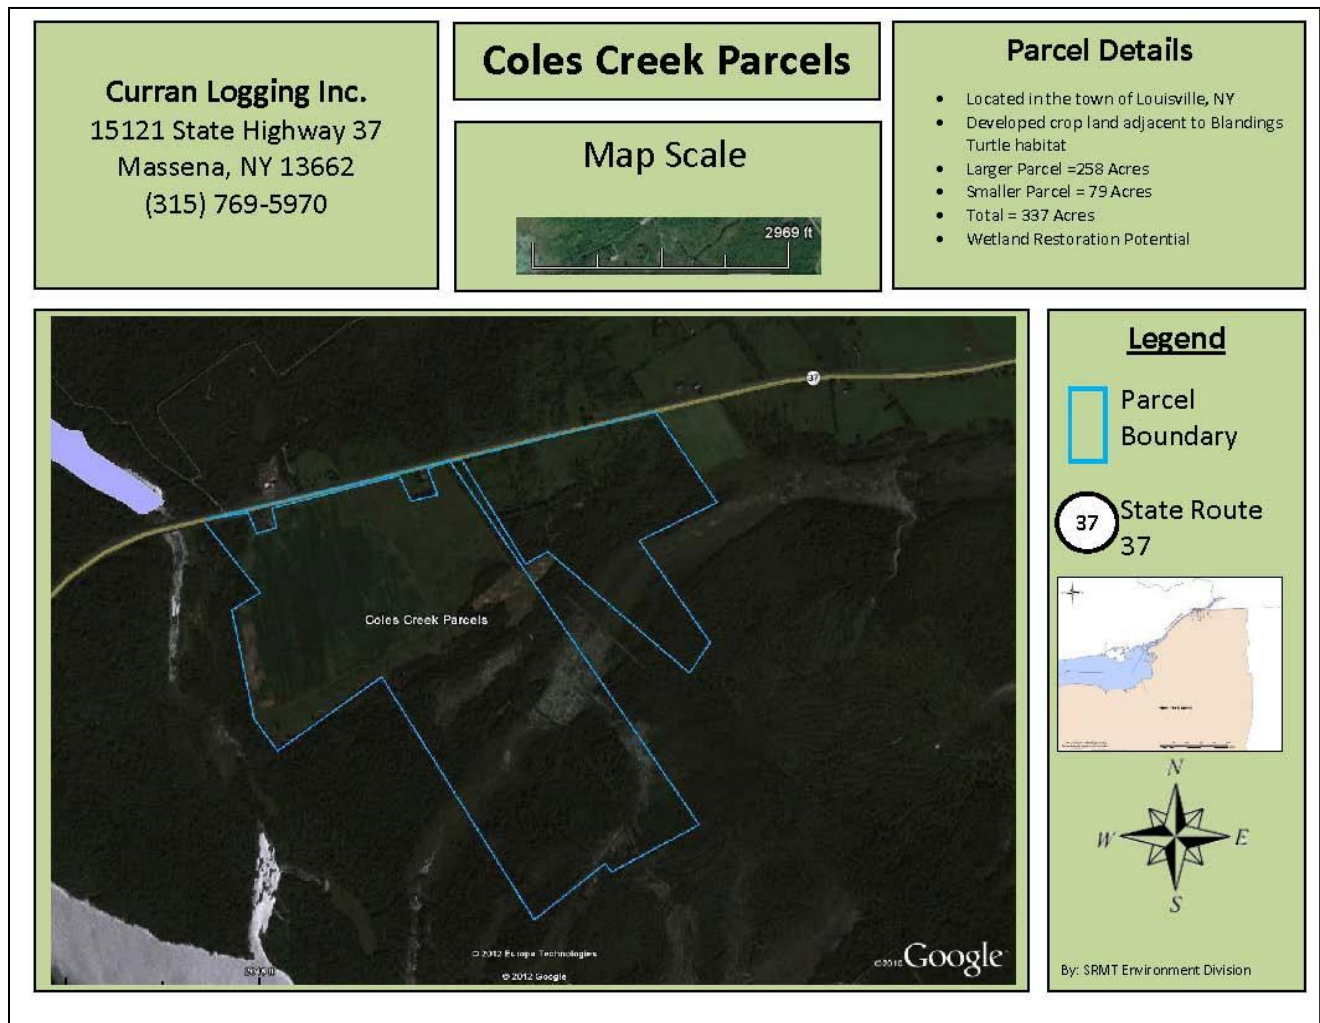 Curran Logging Inc.
15121 State Highway 37
Massena, NY 13662
(315) 769-5970
Coles Creek Parcels
Map Scale
2969 ft
Parcel Details
• Located in the town of Louisville, NY
• Developed crop land adjacent to Blandings
Turtle habitat
• Larger Parcel =258 Acres
• Smaller Parcel = 79 Acres
• Total = 337 Acres
• Wetland Restoration Potential
37
Coles Creek Parcels
© 2012 Europa Technologies
© 2012 Google
©2010 Google
Legend
Parcel
Boundary
37
State Route
37
N
W E
S
By: SRMT Environment Division